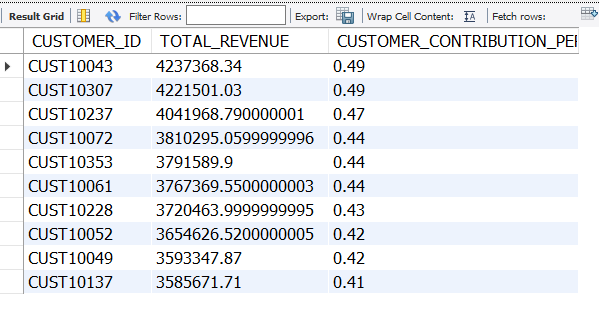 Result Grid Filter Rows: Export: Wrap Cell Content: Fetch rows:
CUSTOMER_ID TOTAL_REVENUE CUSTOMER_CONTRIBUTION_PER
CUST10043 4237368.34 0.49
CUST10307 4221501.03 0.49
CUST10237 4041968.790000001 0.47
CUST10072 3810295.0599999996 0.44
CUST10353 3791589.9 0.44
CUST10061 3767369.5500000003 0.44
CUST10228 3720463.9999999995 0.43
CUST10052 3654626.5200000005 0.42
CUST10049 3593347.87 0.42
CUST10137 3585671.71 0.41